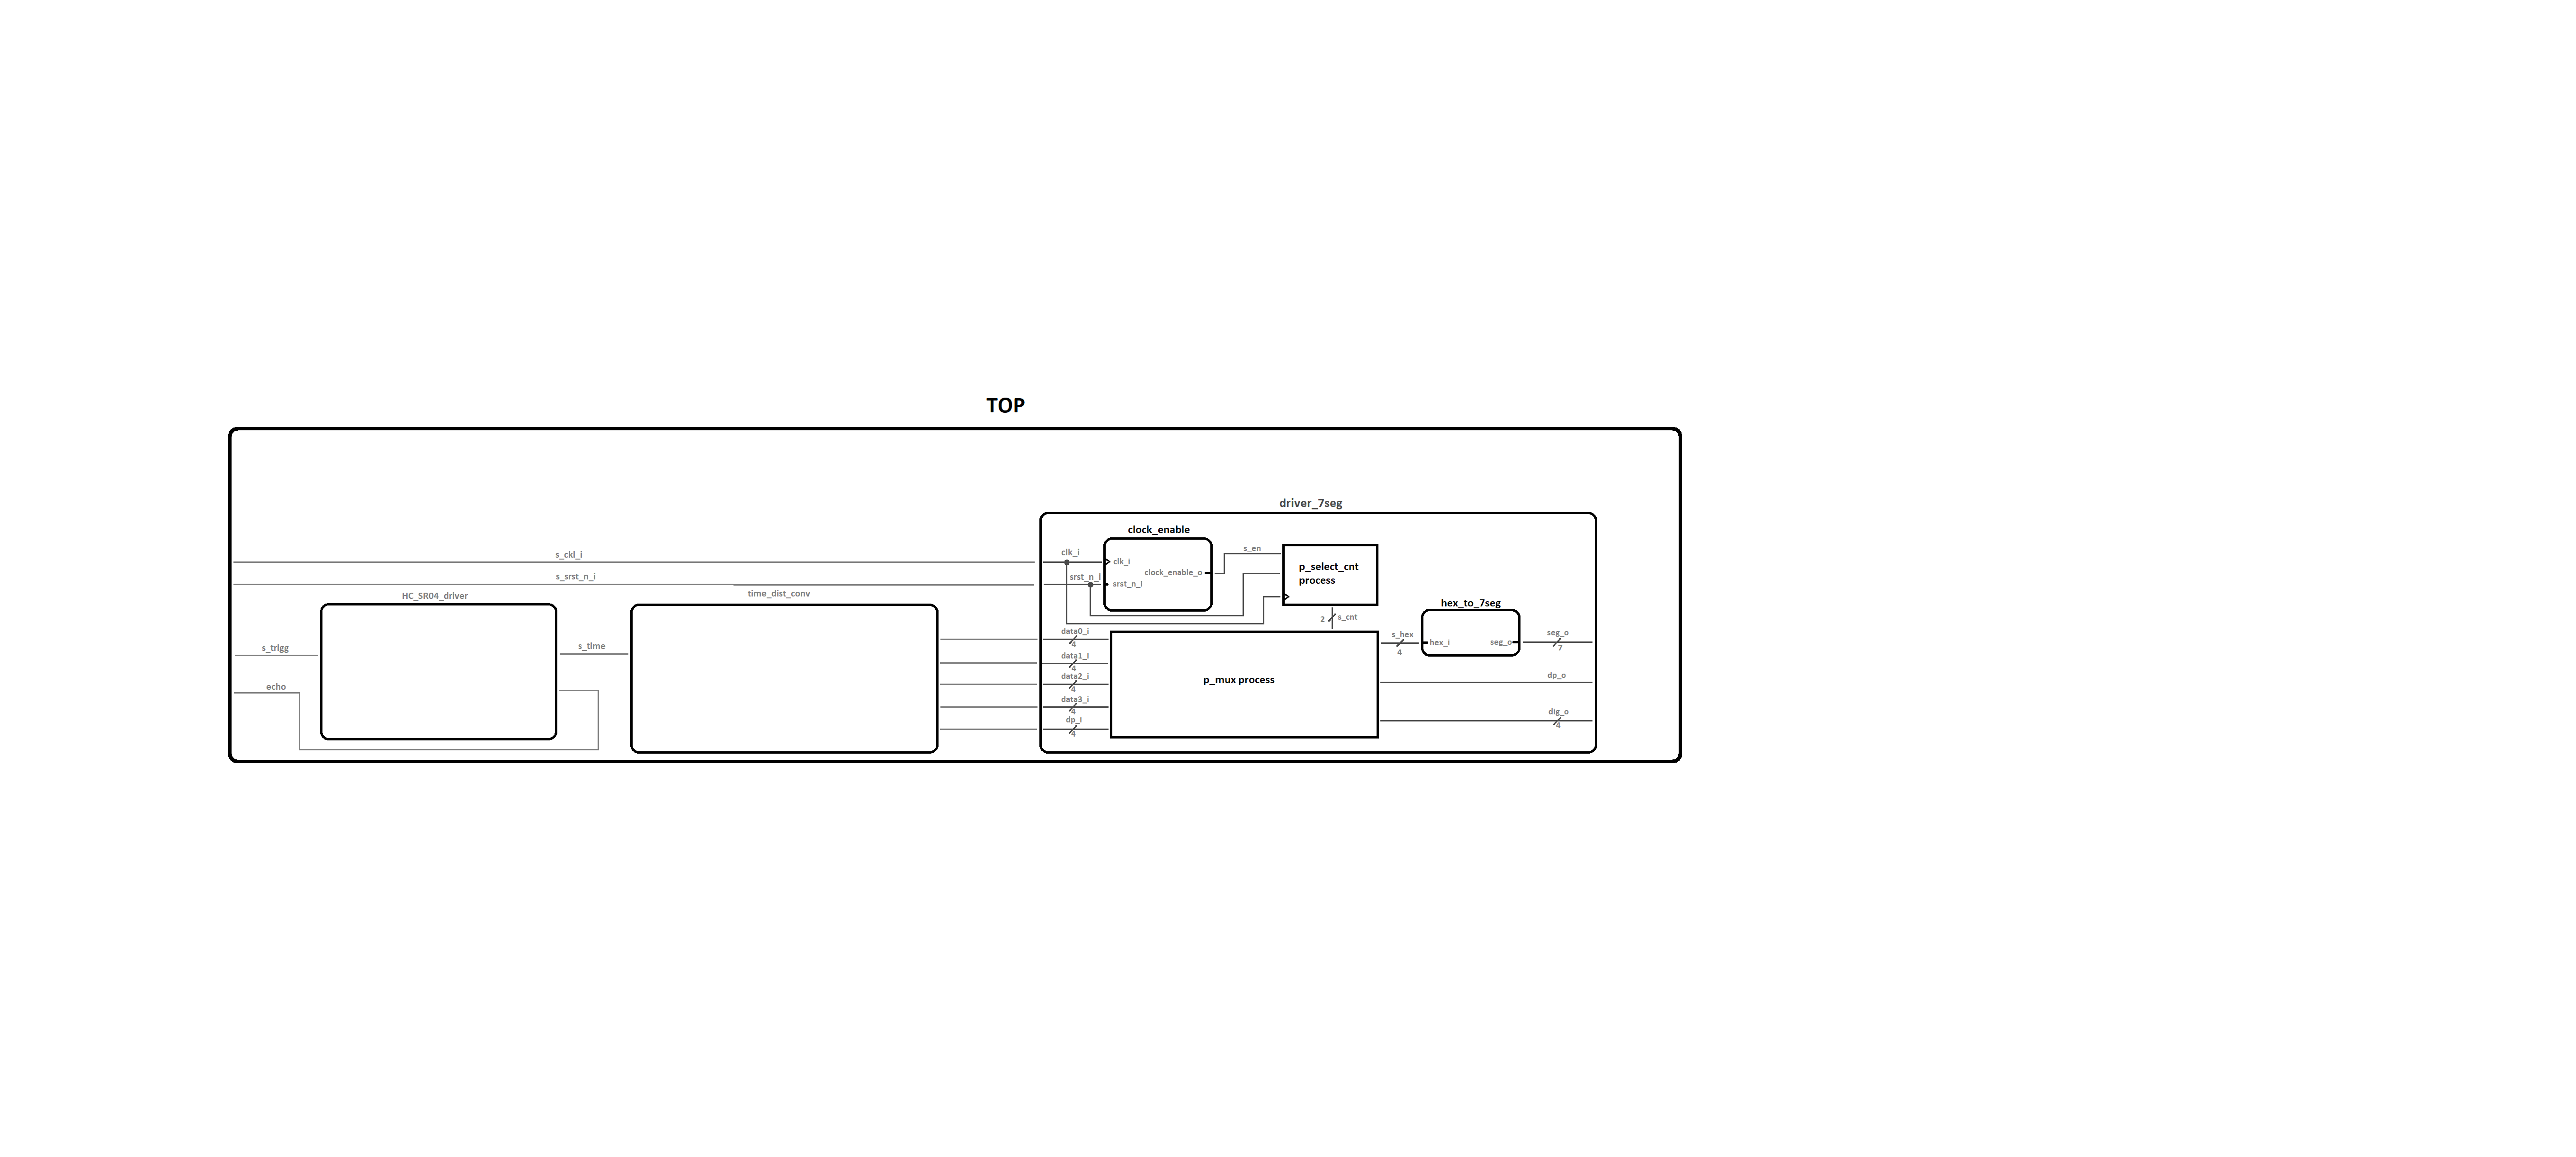 TOP
driver_7seg
clock_enable
s_ckl_i
clk_i
clk_i
s_en
clock_enable_o
p_select_cnt
process
s_srst_n_i
srst_n_i
srst_n_i
HC_SR04_driver
time_dist_conv
hex_to_7seg
2
s_cnt
data0_i
4
s_hex
4
hex_i
seg_o
seg_o
7
s_trigg
s_time
data1_i
4
data2_i
4
p_mux process
dp_o
echo
data3_i
4
dig_o
4
dp_i
4